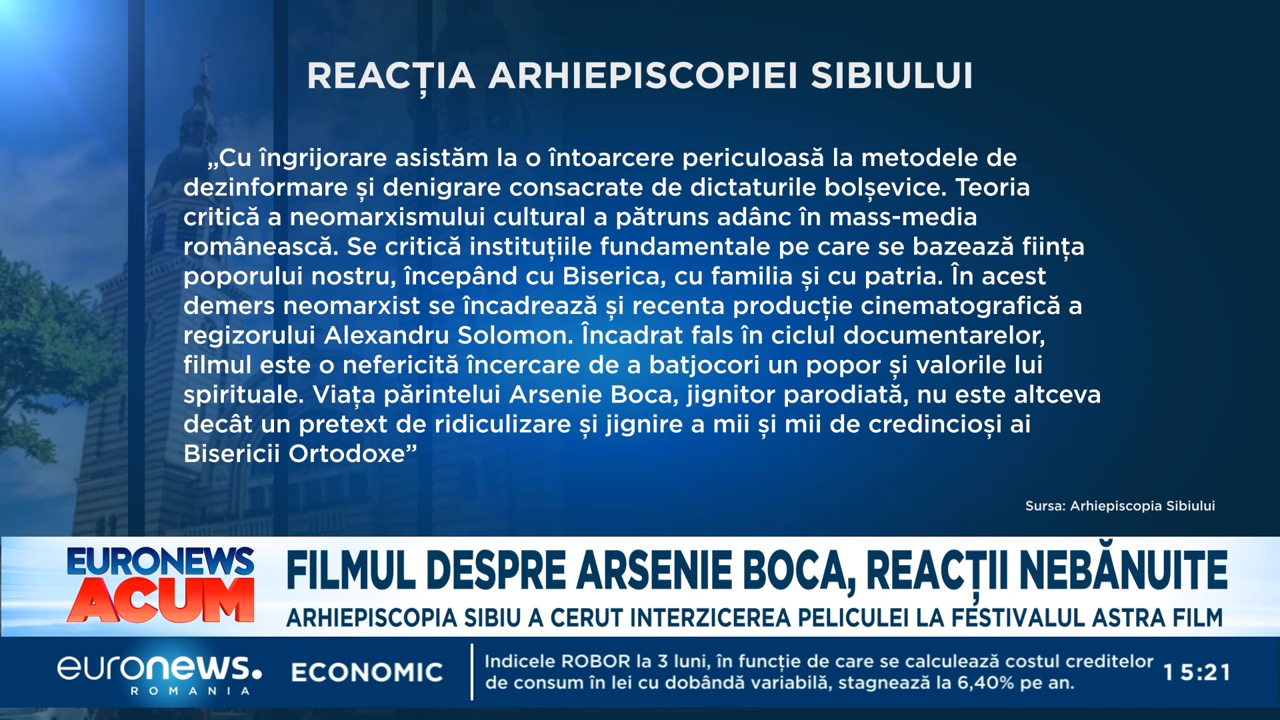 REACȚIA ARHIEPISCOPIEI SIBIULUI
„Cu îngrijorare asistăm la o întoarcere periculoasă la metodele de
dezinformare și denigrare consacrate de dictaturile bolșevice. Teoria
critică a neomarxismului cultural a pătruns adânc în mass-media
românească. Se critică instituțiile fundamentale pe care se bazează ființa
poporului nostru, începând cu Biserica, cu familia și cu patria. În acest
demers neomarxist se încadrează și recenta producție cinematografică a
regizorului Alexandru Solomon. Încadrat fals în ciclul documentarelor,
filmul este o nefericită încercare de a batjocori un popor și valorile lui
spirituale. Viața părintelui Arsenie Boca, jignitor parodiată, nu este altceva
decât un pretext de ridiculizare și jignire a mii și mii de credincioși ai
Bisericii Ortodoxe”
Sursa: Arhiepiscopia Sibiului
EURONEWS
ACUM
FILMUL DESPRE ARSENIE BOCA, REACȚII NEBĂNUITE
ARHIEPISCOPIA SIBIU A CERUT INTERZICEREA PELICULEI LA FESTIVALUL ASTRA FILM
euronews.
ROMANIA
ECONOMIC
Indicele ROBOR la 3 luni, în funcție de care se calculează costul creditelor
de consum în lei cu dobândă variabilă, stagnează la 6,40% pe an.
15:21